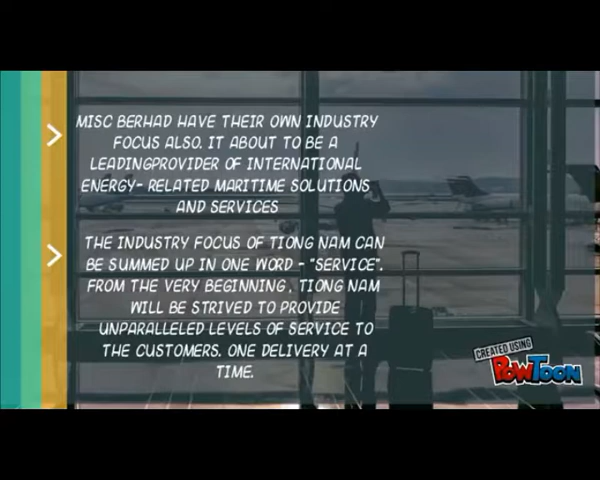 MISC BERHAD HAVE THEIR OWN INDUSTRY
FOCUS ALSO. IT ABOUT TO BE A
LEADINGPROVIDER OF INTERNATIONAL
ENERGY- RELATED MARITIME SOLUTIONS
AND SERVICES
THE INDUSTRY FOCUS OF TIONG NAM CAN
BE SUMMED UP IN ONE WORD - "SERVICE".
FROM THE VERY BEGINNING, TIONG NAM
WILL BE STRIVED TO PROVIDE
UNPARALLELED LEVELS OF SERVICE TO
THE CUSTOMERS. ONE DELIVERY AT A
TIME.
CREATED USING
POWTOON